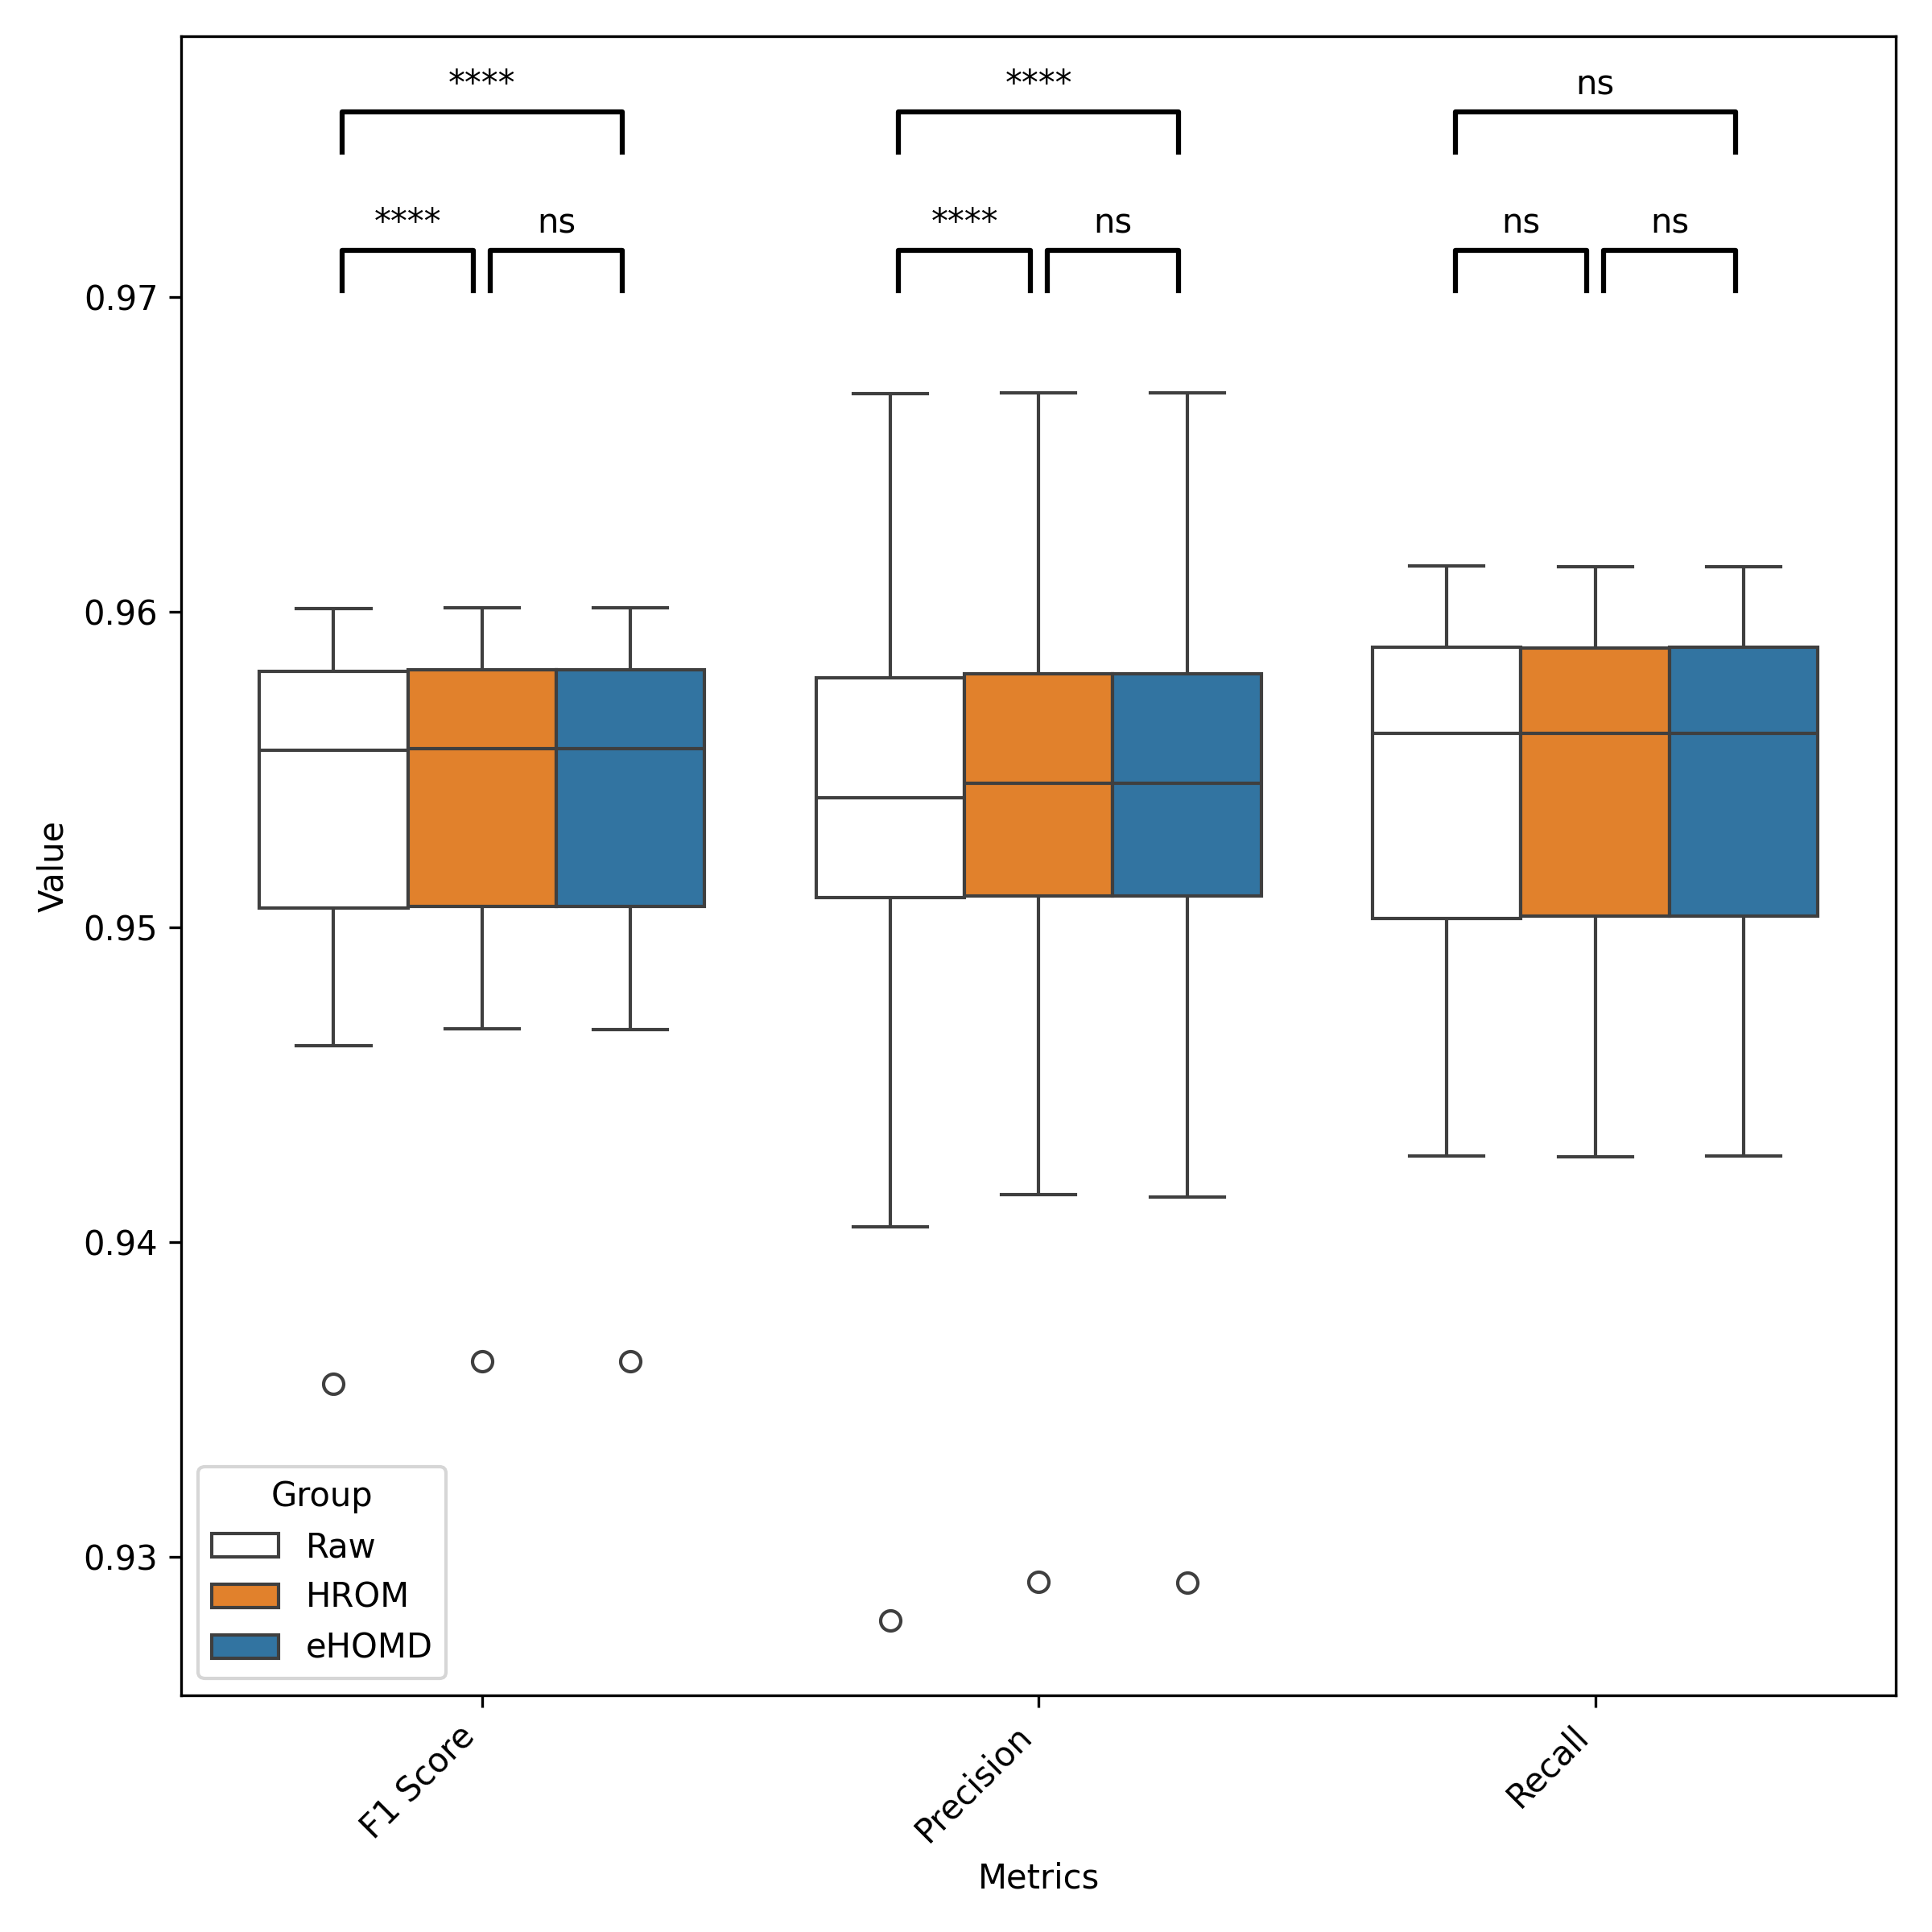 **** **** ns
**** ns **** ns ns ns
0.97
0.96
0.95
0.94
0.93
Value
Group
Raw
HROM
eHOMD
F1 Score
Precision
Recall
Metrics